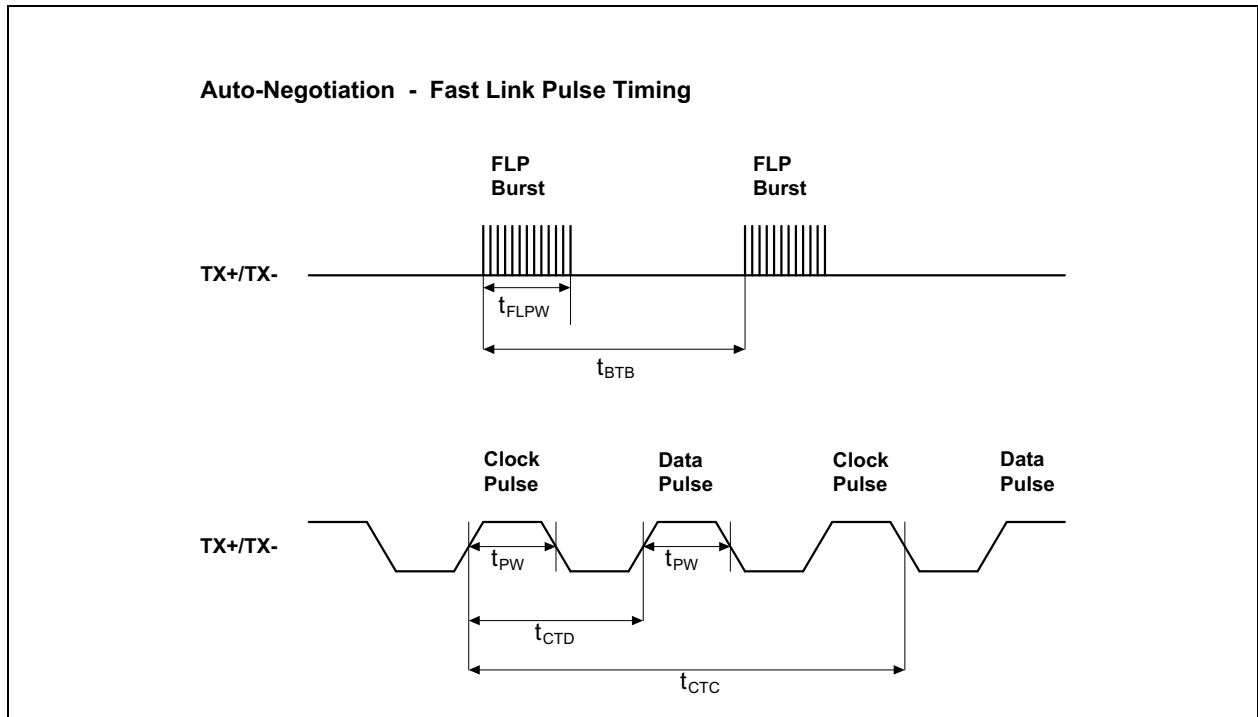 Auto-Negotiation - Fast Link Pulse Timing
FLP
Burst
FLP
Burst
TX+/TX-
tFLPW
tBTB
Clock
Pulse
Data
Pulse
Clock
Pulse
Data
Pulse
TX+/TX-
tPW
tPW
tCTD
tCTC